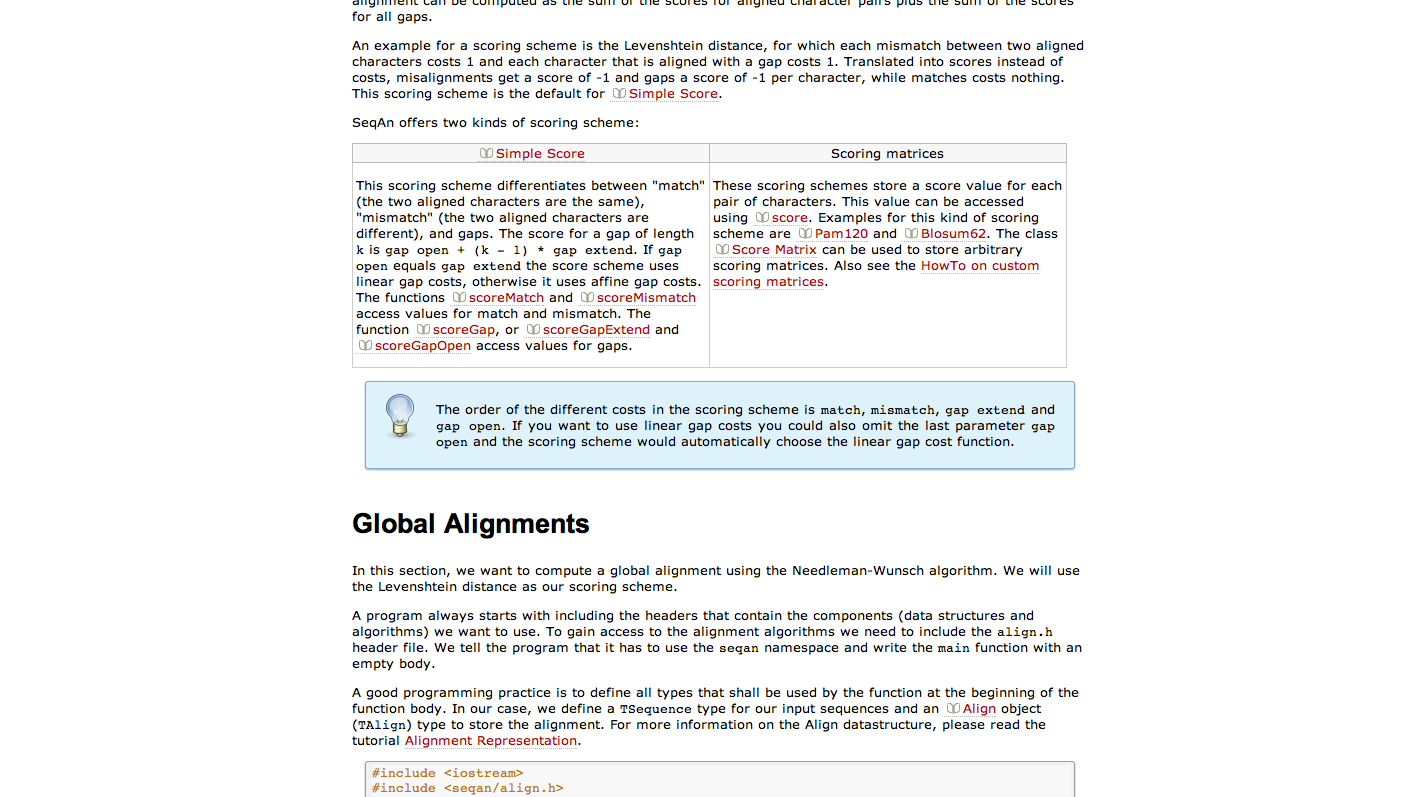 alignment can be computed as the sum of the scores for aligned character pairs plus the sum of the scores
for all gaps.
An example for a scoring scheme is the Levenshtein distance, for which each mismatch between two aligned
characters costs 1 and each character that is aligned with a gap costs 1. Translated into scores instead of
costs, misalignments get a score of -1 and gaps a score of -1 per character, while matches costs nothing.
This scoring scheme is the default for Simple Score.
SeqAn offers two kinds of scoring scheme:
Simple Score
This scoring scheme differentiates between "match"
(the two aligned characters are the same),
"mismatch" (the two aligned characters are
different), and gaps. The score for a gap of length
k is gap open + (k - 1) * gap extend. If gap
open equals gap extend the score scheme uses
linear gap costs, otherwise it uses affine gap costs.
The functions scoreMatch and scoreMismatch
access values for match and mismatch. The
function scoreGap, or scoreGapExtend and
scoreGapOpen access values for gaps.
Scoring matrices
These scoring schemes store a score value for each
pair of characters. This value can be accessed
using score. Examples for this kind of scoring
scheme are Pam120 and Blosum62. The class
Score Matrix can be used to store arbitrary
scoring matrices. Also see the HowTo on custom
scoring matrices.
The order of the different costs in the scoring scheme is match, mismatch, gap extend and
gap open. If you want to use linear gap costs you could also omit the last parameter gap
open and the scoring scheme would automatically choose the linear gap cost function.
Global Alignments
In this section, we want to compute a global alignment using the Needleman-Wunsch algorithm. We will use
the Levenshtein distance as our scoring scheme.
A program always starts with including the headers that contain the components (data structures and
algorithms) we want to use. To gain access to the alignment algorithms we need to include the align.h
header file. We tell the program that it has to use the seqan namespace and write the main function with an
empty body.
A good programming practice is to define all types that shall be used by the function at the beginning of the
function body. In our case, we define a TSequence type for our input sequences and an Align object
(TAlign) type to store the alignment. For more information on the Align datastructure, please read the
tutorial Alignment Representation.
#include <iostream>
#include <seqan/align.h>